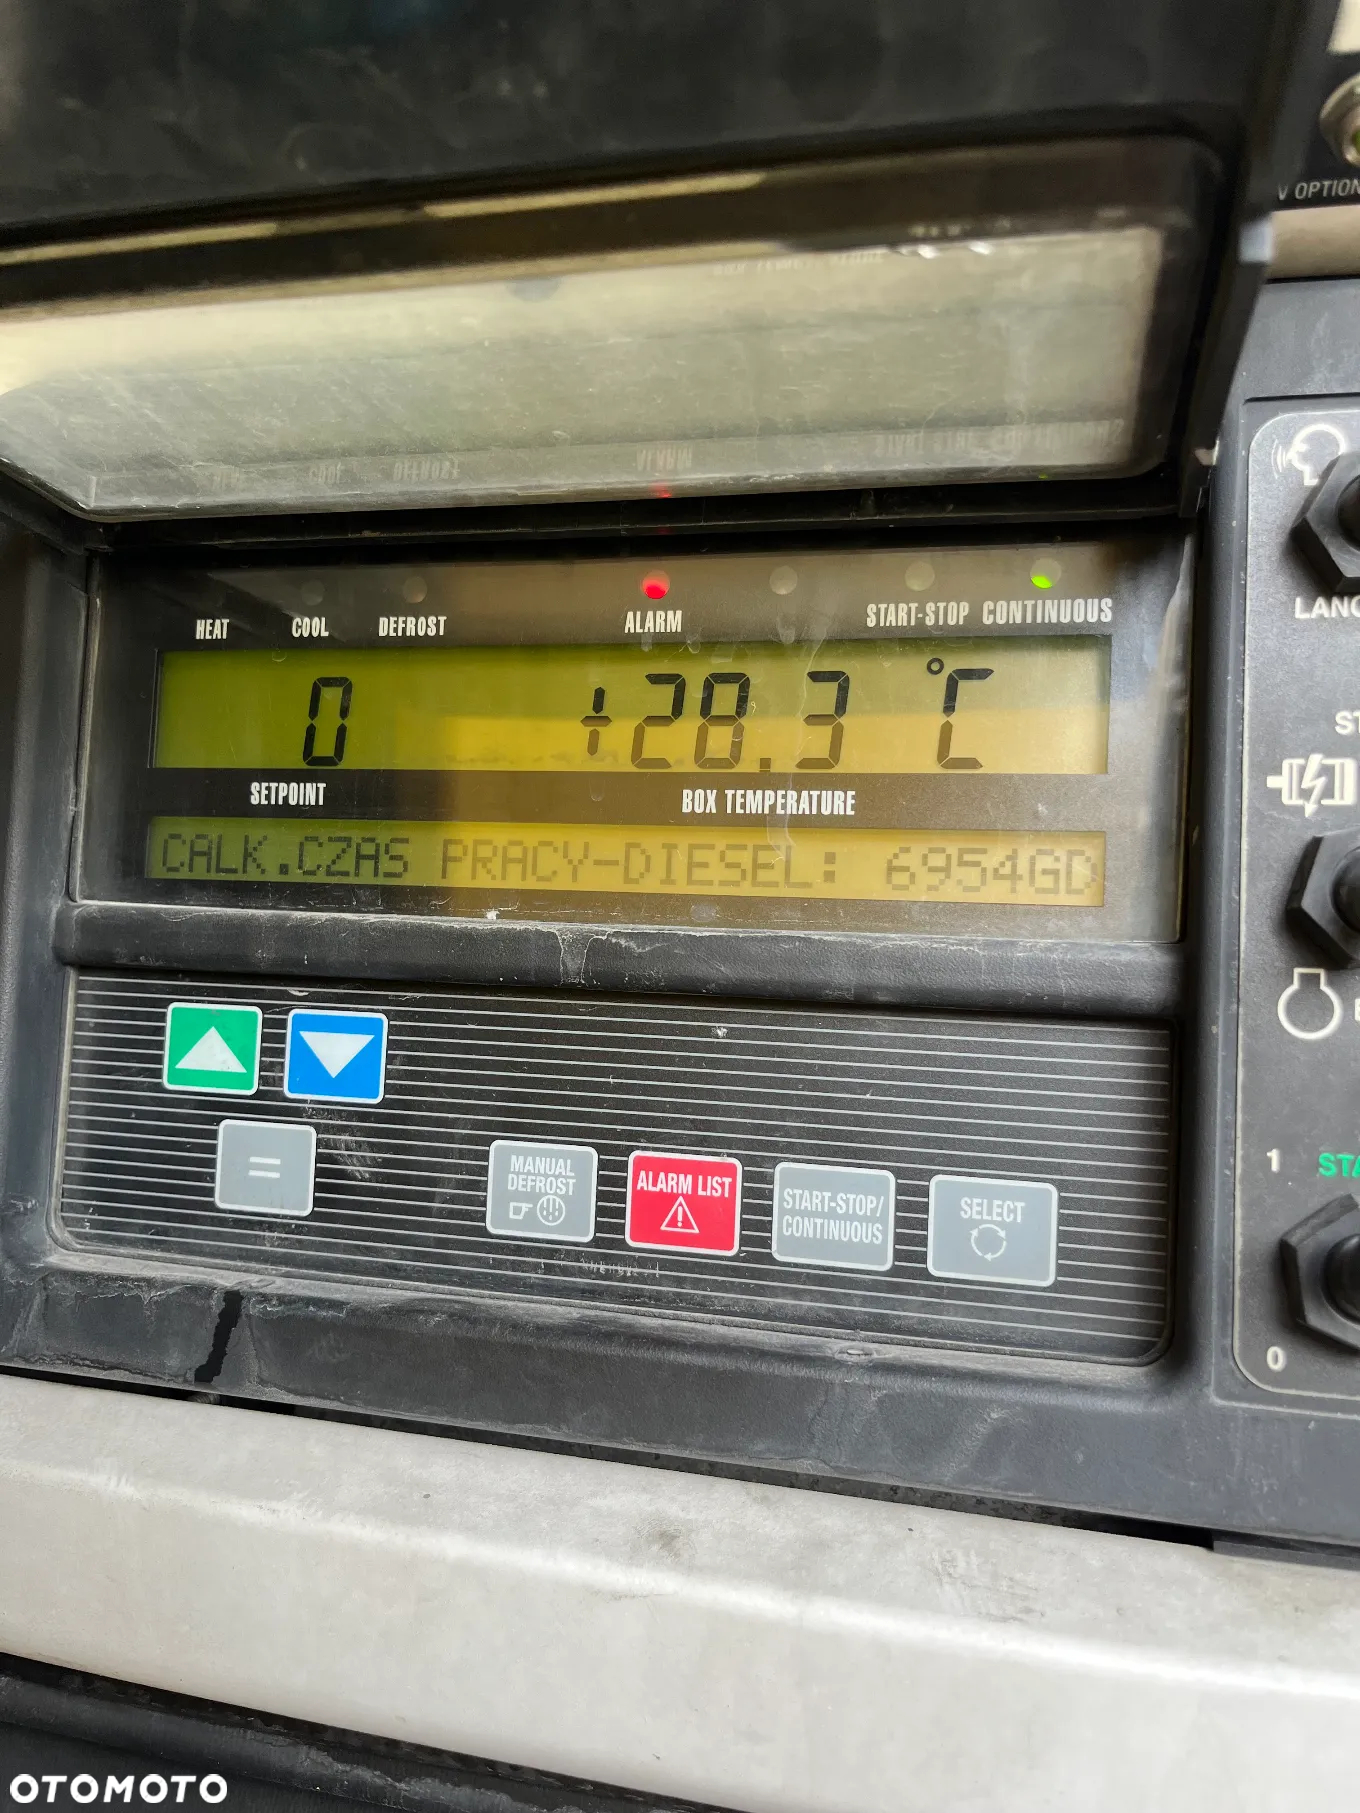 V OPTION
HEAT COOL DEFROST ALARM START-STOP CONTINUOUS
0 +28.3 °C
SETPOINT BOX TEMPERATURE
CALK.CZAS PRACY-DIESEL: 6954GD
MANUAL
DEFROST
ALARM LIST
START-STOP/
CONTINUOUS
SELECT
=
1
0
OTOMOTO